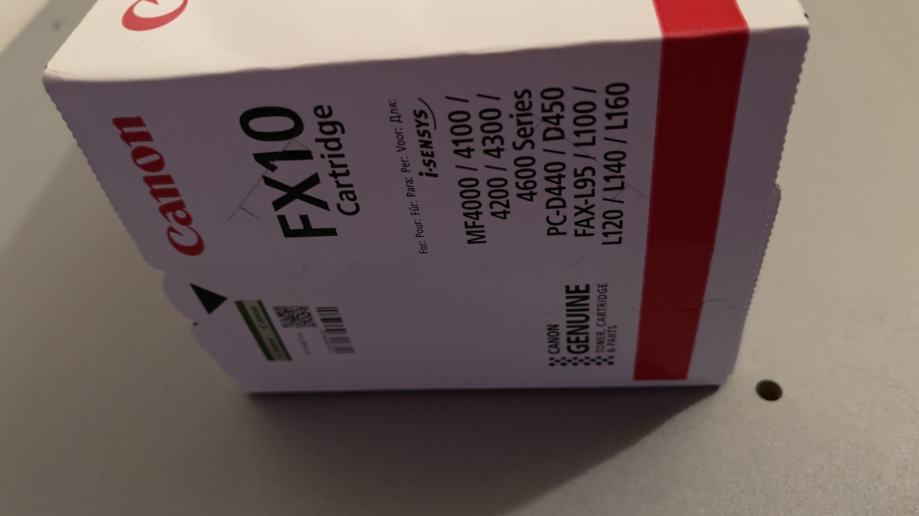 Canon
FX10
Cartridge
For: Pour: Für: Para: Per: Voor: Для:
i-SENSYS
MF4000 / 4100 /
4200 / 4300 /
4600 Series
PC-D440 / D450
FAX-L95 / L100 /
L120 / L140 / L160
CANON
GENUINE
TONER, CARTRIDGE
& PARTS